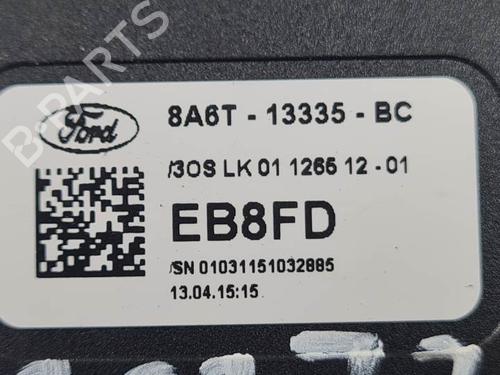 B-PARTS
Ford
8A6T - 13335 - BC
/3OS LK 01 1265 12 - 01
EB8FD
/SN 01031151032885
13.04.15:15